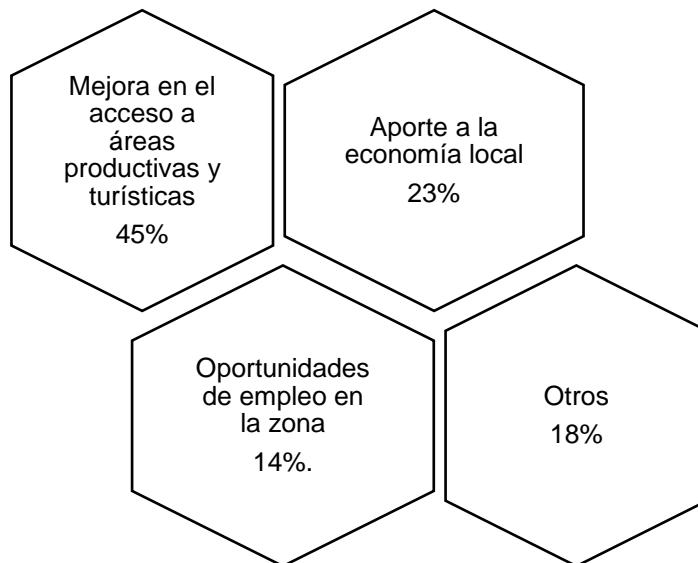 Mejora en el
acceso a
áreas
productivas y
turísticas
45%
Aporte a la
economía local
23%
Oportunidades
de empleo en
la zona
14%.
Otros
18%